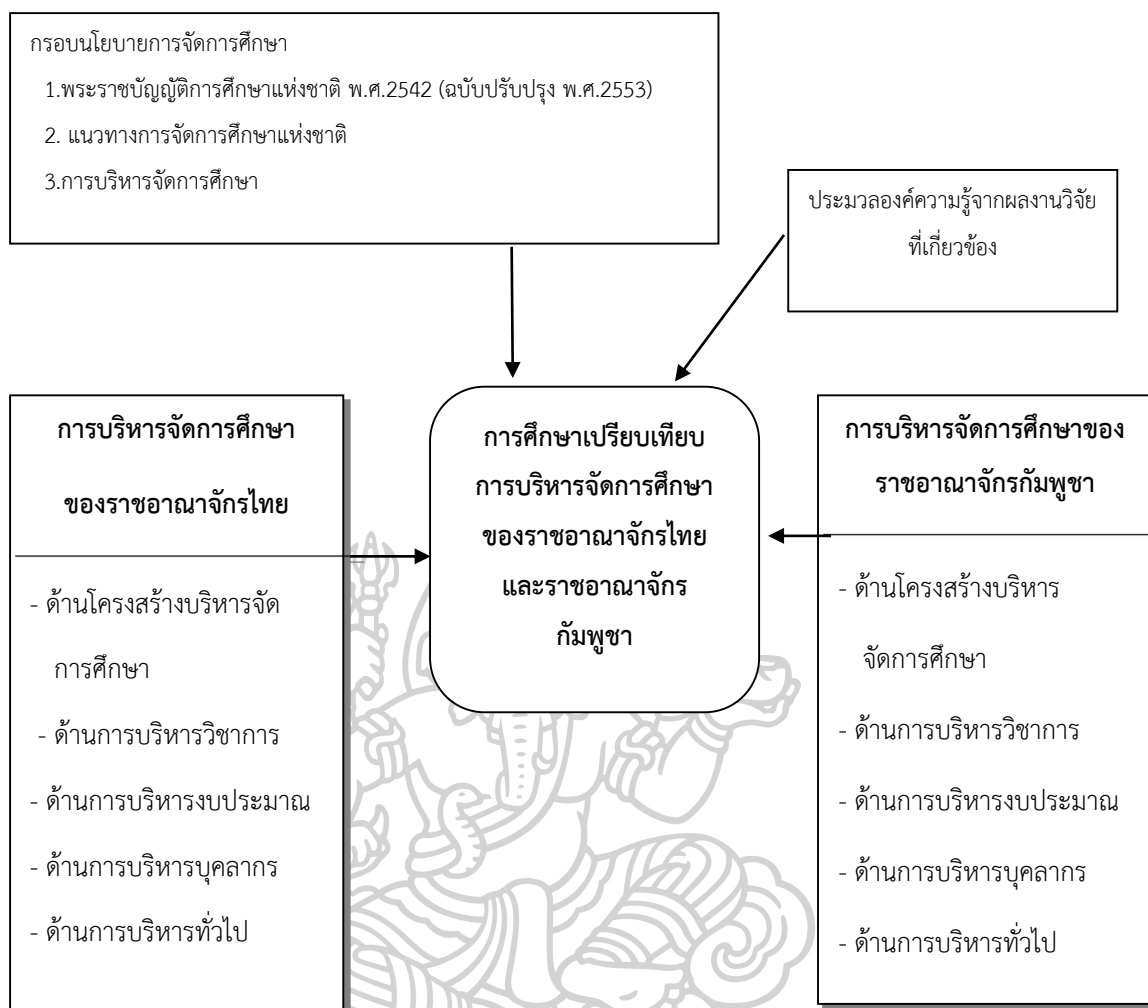 กรอบนโยบายการจัดการศึกษา
1.พระราชบัญญัติการศึกษาแห่งชาติ พ.ศ.2542 (ฉบับปรับปรุง พ.ศ.2553)
2. แนวทางการจัดการศึกษาแห่งชาติ
3.การบริหารจัดการศึกษา
ประมวลองค์ความรู้จากผลงานวิจัย
ที่เกี่ยวข้อง
การบริหารจัดการศึกษา
ของราชอาณาจักรไทย
- ด้านโครงสร้างบริหารจัด
การศึกษา
- ด้านการบริหารวิชาการ
- ด้านการบริหารงบประมาณ
- ด้านการบริหารบุคลากร
- ด้านการบริหารทั่วไป
การศึกษาเปรียบเทียบ
การบริหารจัดการศึกษา
ของราชอาณาจักรไทย
และราชอาณาจักร
กัมพูชา
การบริหารจัดการศึกษาของ
ราชอาณาจักรกัมพูชา
- ด้านโครงสร้างบริหาร
จัดการศึกษา
- ด้านการบริหารวิชาการ
- ด้านการบริหารงบประมาณ
- ด้านการบริหารบุคลากร
- ด้านการบริหารทั่วไป